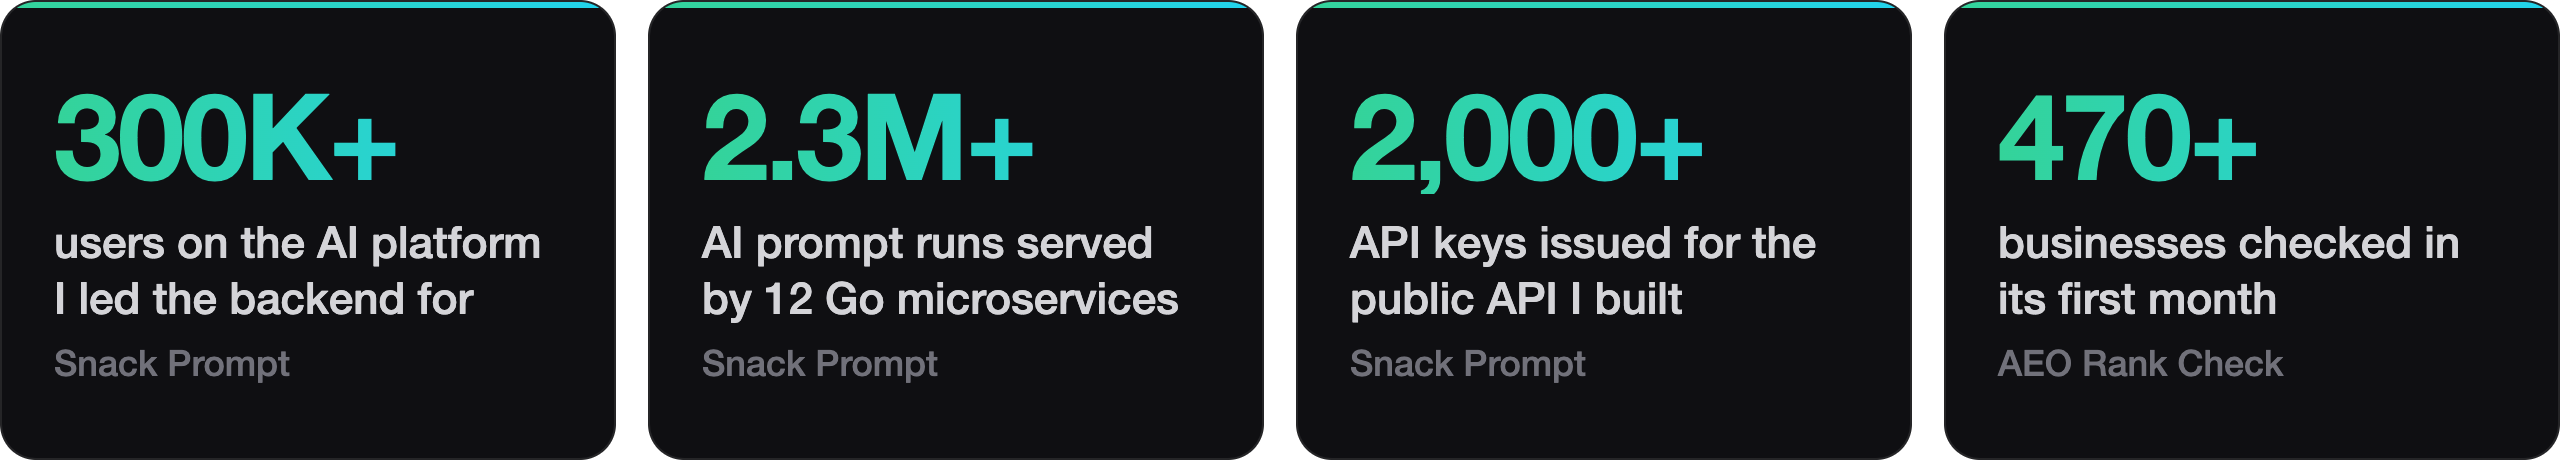 300K+
users on the AI platform
I led the backend for
Snack Prompt
2.3M+
AI prompt runs served
by 12 Go microservices
Snack Prompt
2,000+
API keys issued for the
public API I built
Snack Prompt
470+
businesses checked in
its first month
AEO Rank Check